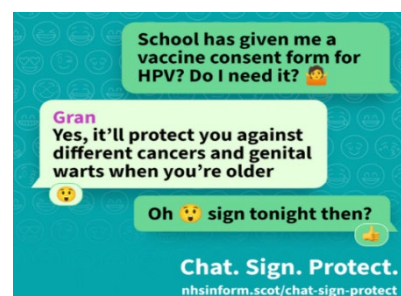 School has given me a
vaccine consent form for
HPV? Do I need it? 🤷
Gran
Yes, it'll protect you against
different cancers and genital
warts when you're older
😲
Oh 😲 sign tonight then?
👍
Chat. Sign. Protect.
nhsinform.scot/chat-sign-protect